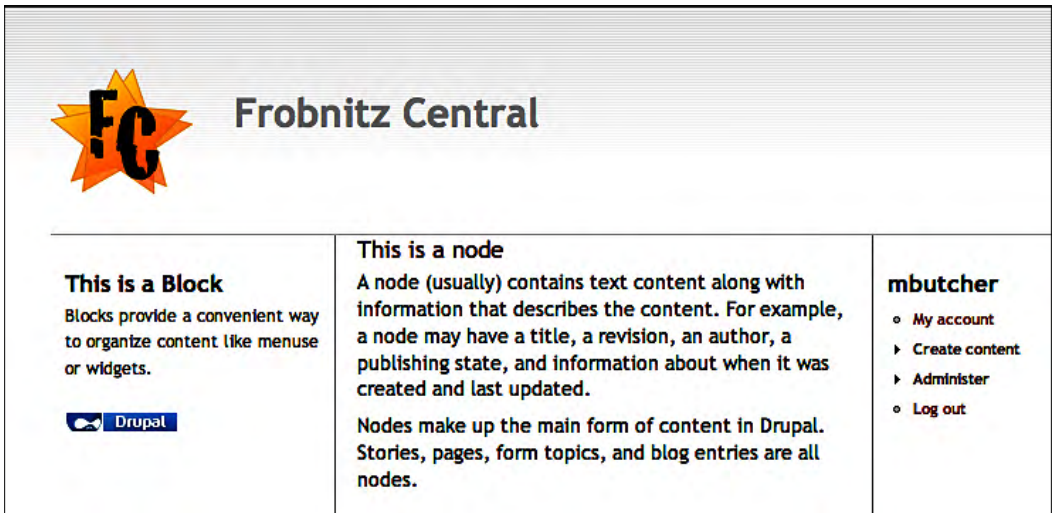 FC
Frobnitz Central
This is a Block
Blocks provide a convenient way
to organize content like menuse
or widgets.
Drupal
This is a node
A node (usually) contains text content along with
information that describes the content. For example,
a node may have a title, a revision, an author, a
publishing state, and information about when it was
created and last updated.
Nodes make up the main form of content in Drupal.
Stories, pages, form topics, and blog entries are all
nodes.
mbutcher
My account
Create content
Administer
Log out